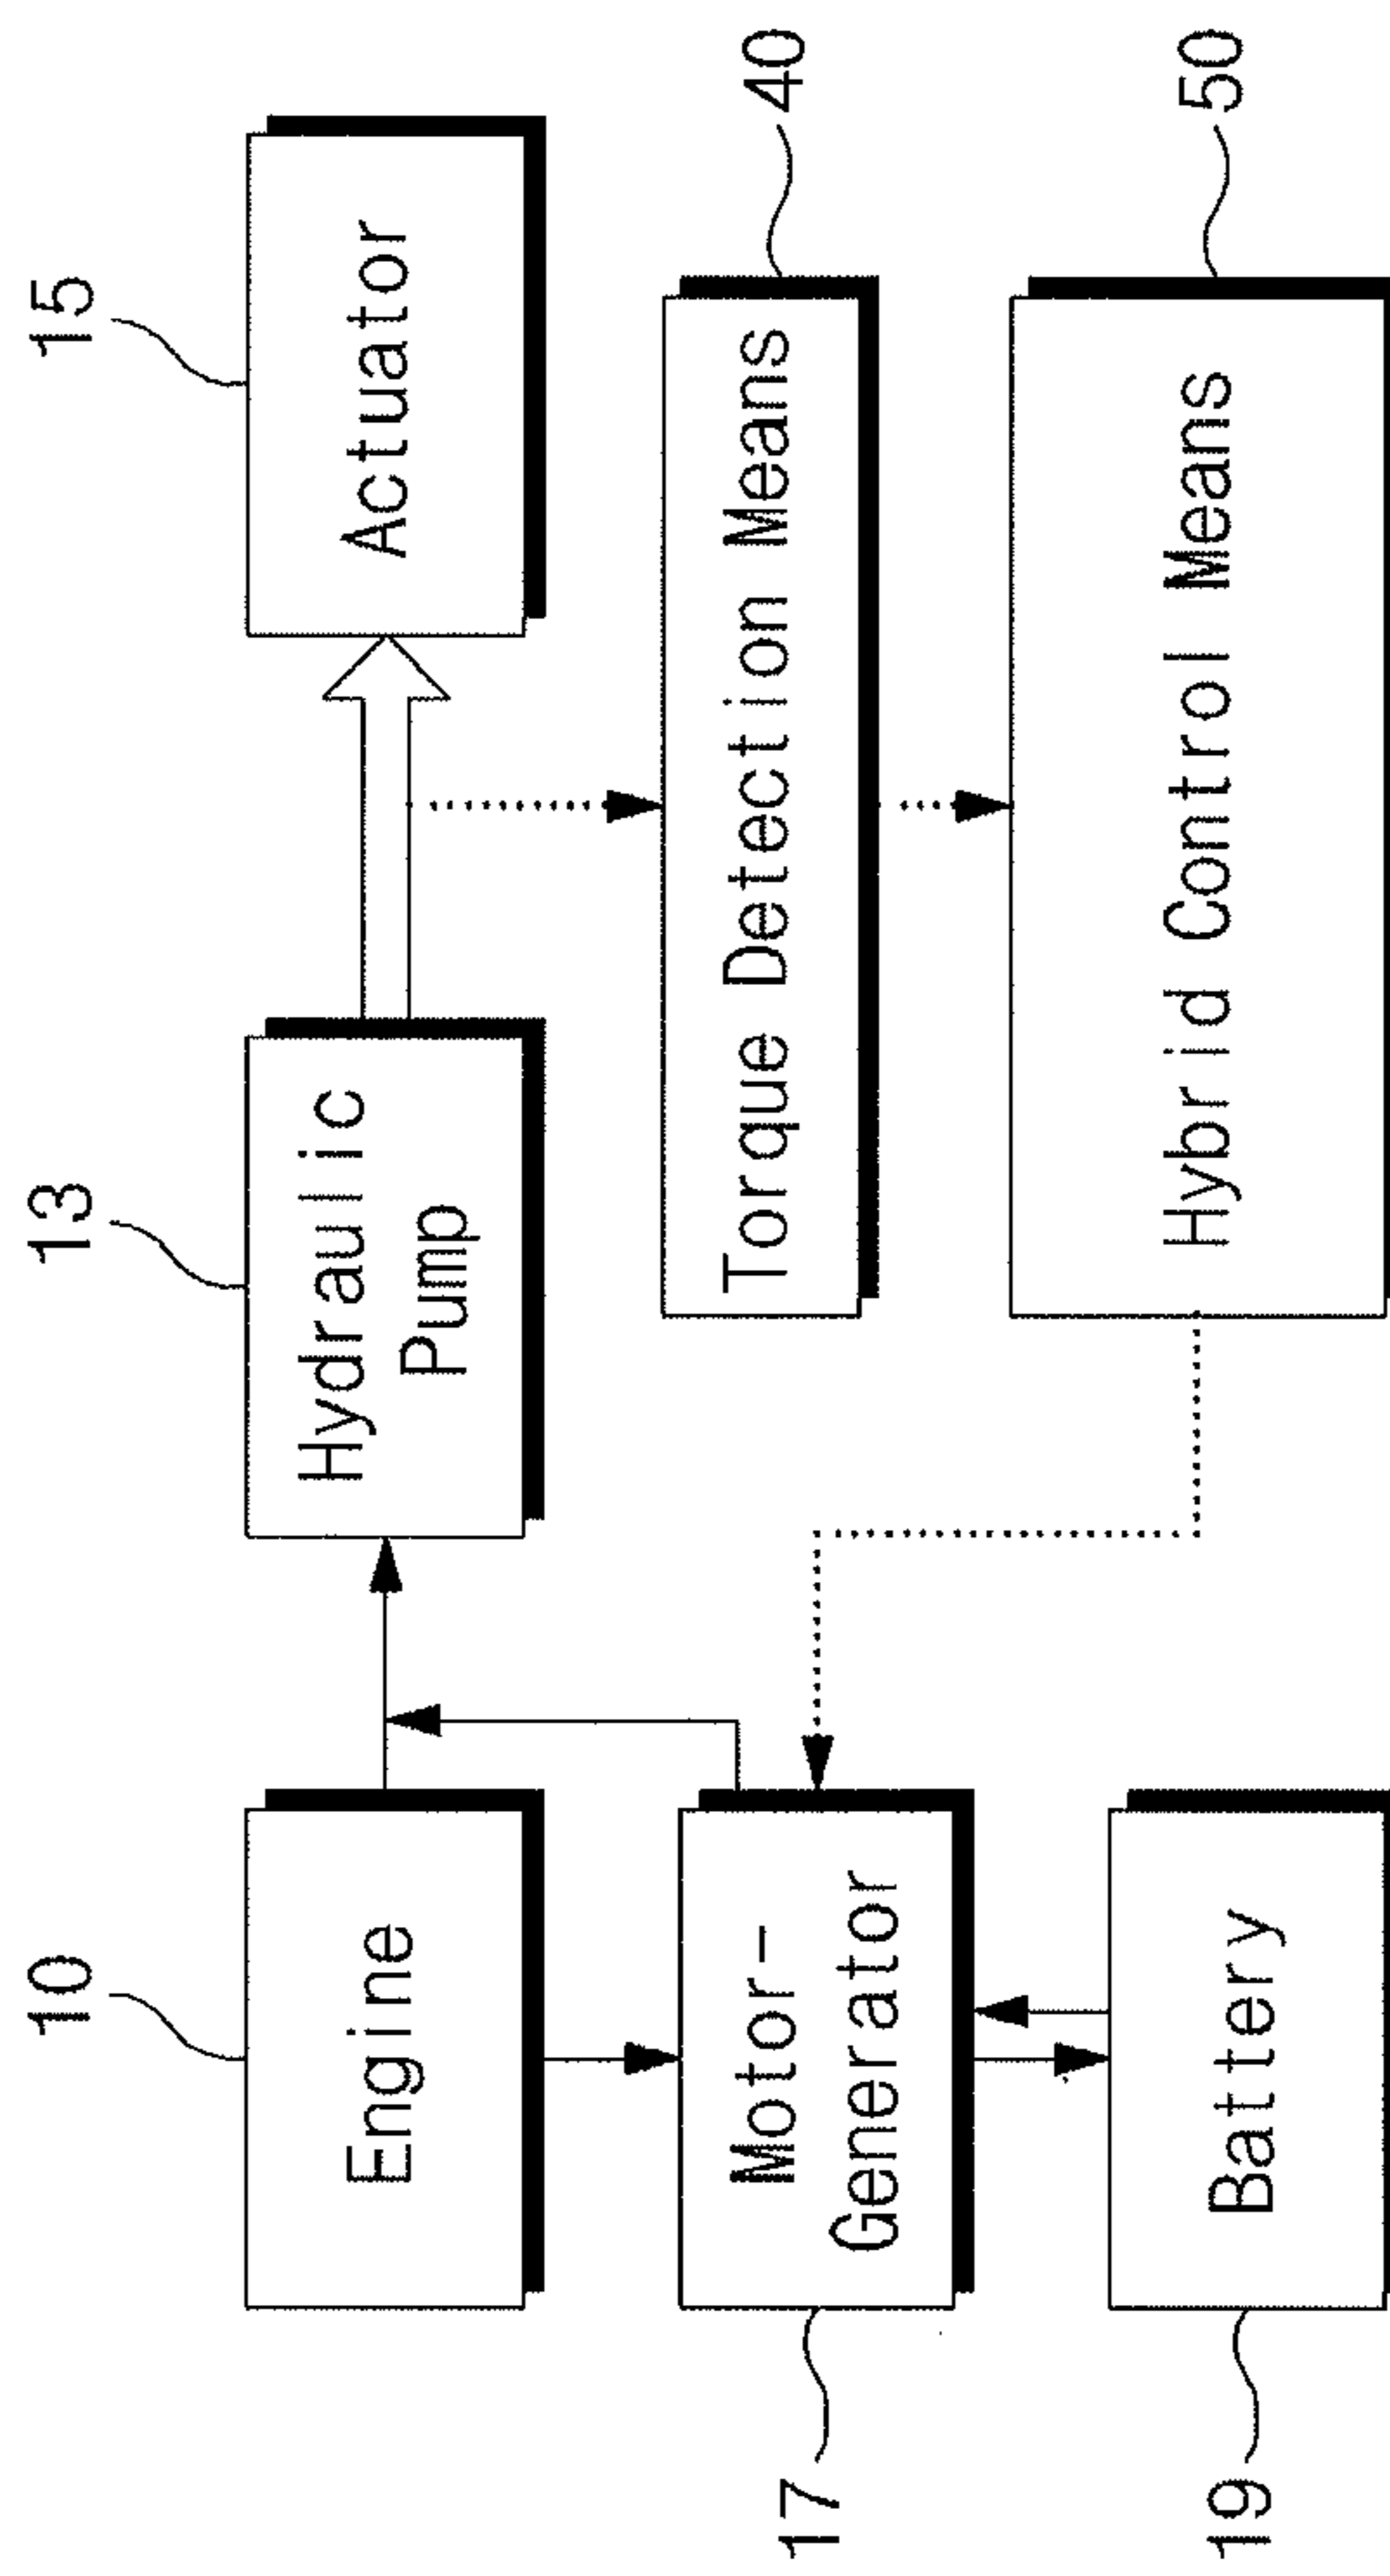 10
13
15
Engine
Hydraulic
Pump
Actuator
Motor-
Generator
Torque Detection Means
40
17
Battery
Hybrid Control Means
50
19